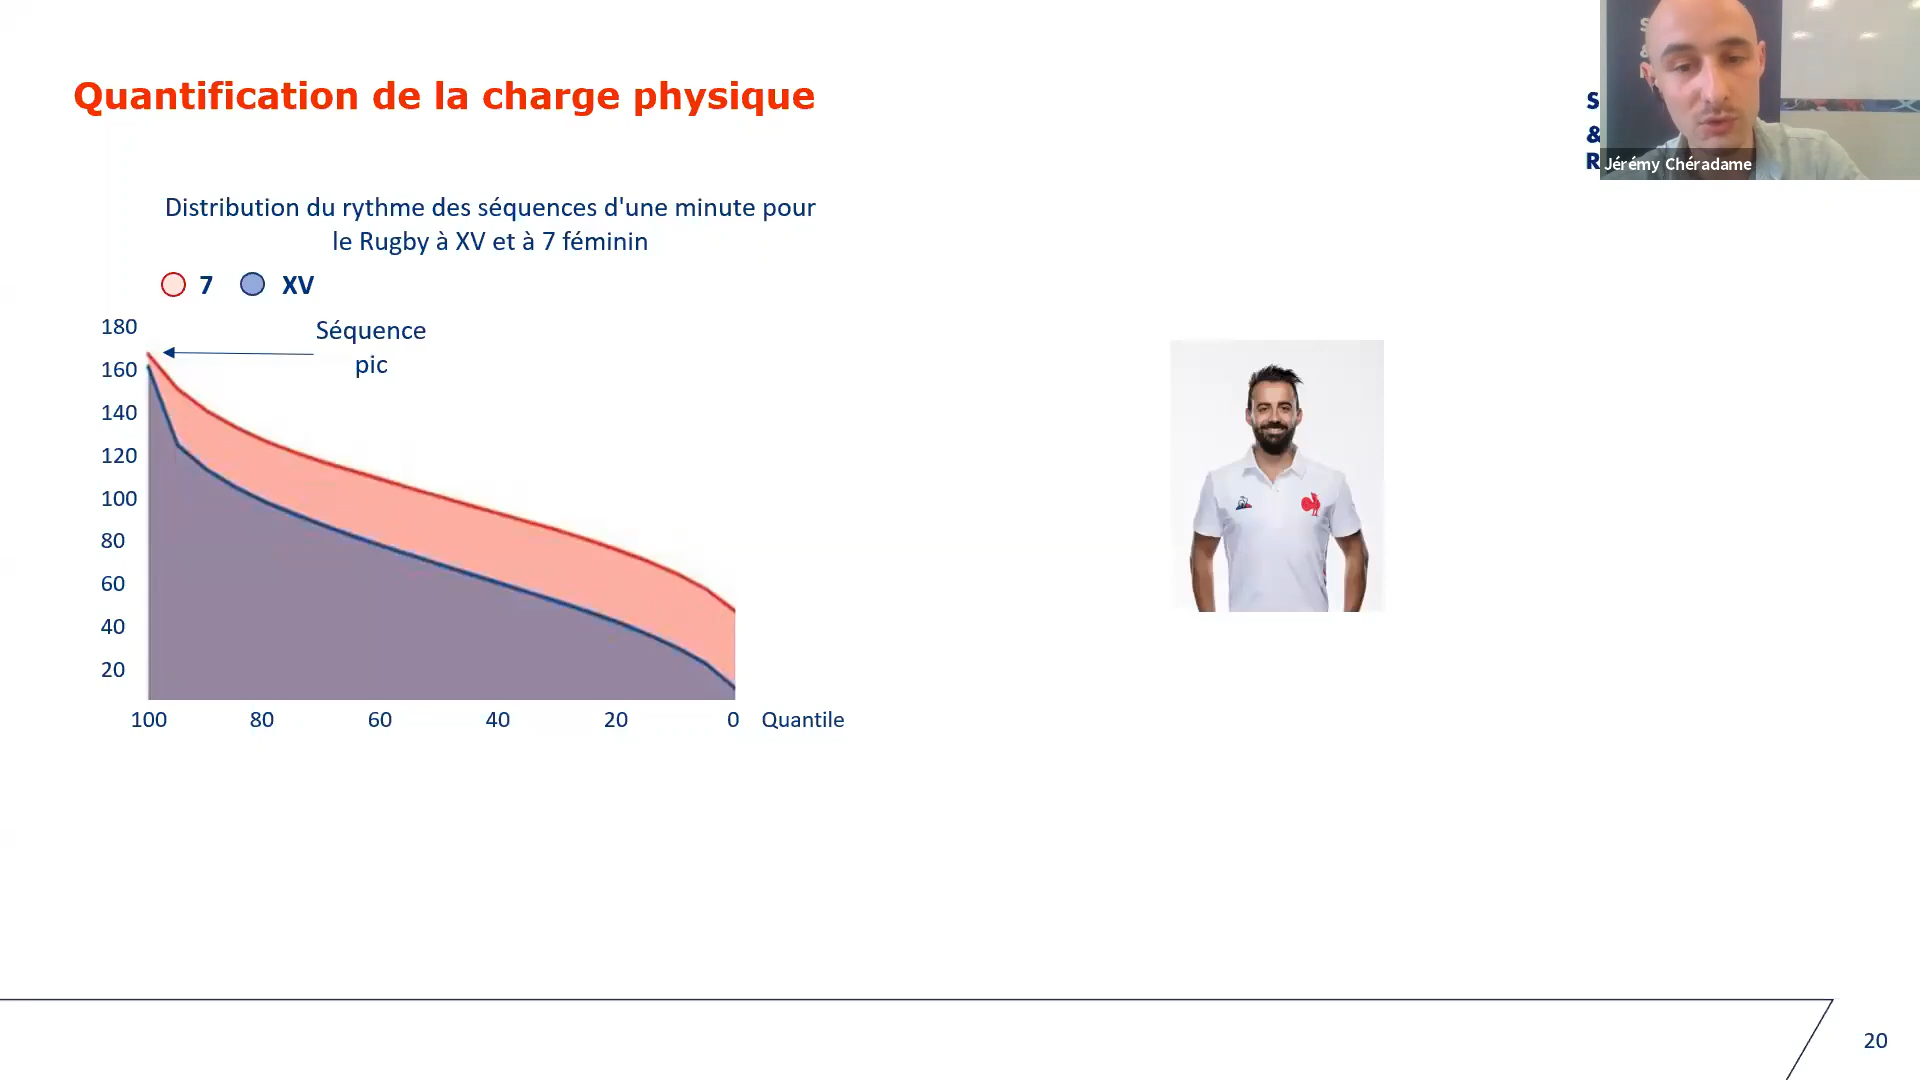 Quantification de la charge physique
S
&
R
Jérémy Chéradame
Distribution du rythme des séquences d'une minute pour
le Rugby à XV et à 7 féminin
7 XV
Séquence
pic
180
160
140
120
100
80
60
40
20
100 80 60 40 20 0 Quantile
20